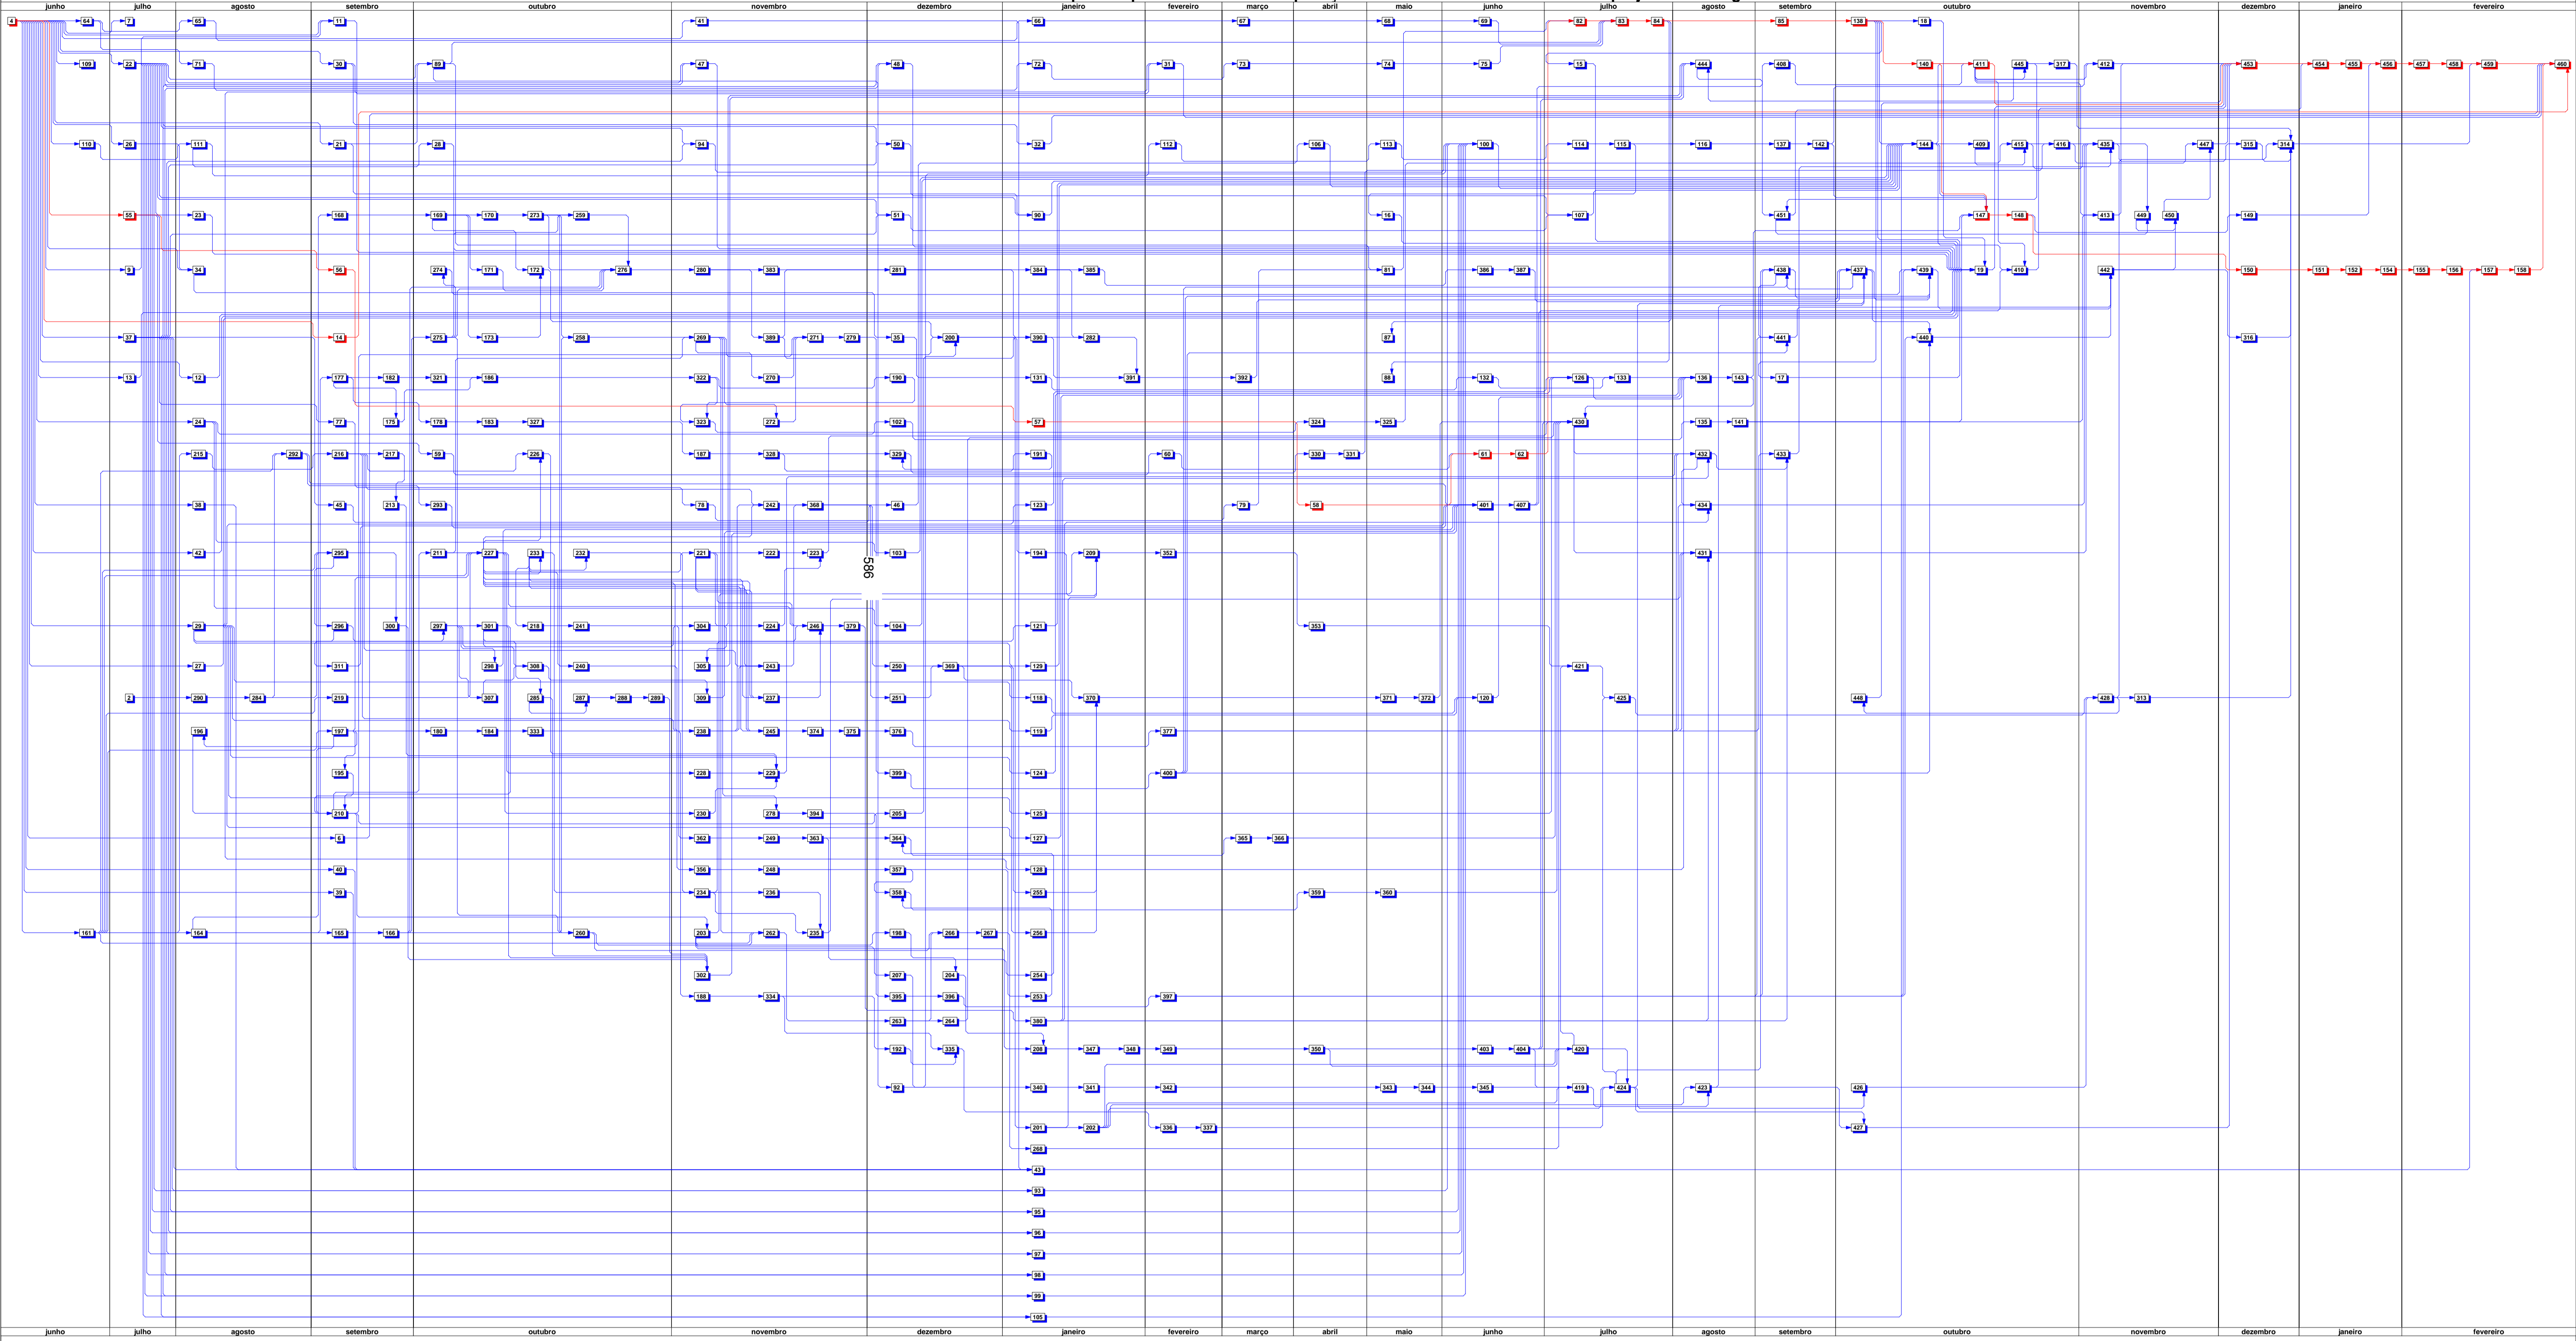 junho julho agosto setembro outubro novembro dezembro janeiro fevereiro março abril maio junho julho agosto setembro outubro novembro dezembro janeiro fevereiro
4 64 7 65 11 41 66 67 68 69 82 83 84 85 138 18
109 22 71 30 89 47 48 72 31 73 74 75 15 444 408 140 411 445 317 412 453 454 455 456 457 458 459 460
110 26 111 21 28 94 50 32 112 106 113 100 114 115 116 137 142 144 409 415 416 435 447 315 314
55 23 168 169 170 273 259 51 90 16 107 451 147 148 413 449 450 149
9 34 56 274 171 172 276 280 383 281 384 385 81 386 387 438 437 439 19 410 442 150 151 152 154 155 156 157 158
37 14 275 173 258 269 389 271 279 35 200 390 282 87 441 440 316
13 12 177 182 321 186 322 270 190 131 391 392 88 132 126 133 136 143 17
24 77 175 178 183 327 323 272 102 57 324 325 430 135 141
215 292 216 217 59 226 187 328 329 191 60 330 331 61 62 432 433
38 45 213 293 78 242 368 46 123 79 58 401 407 434
42 295 211 227 233 232 221 222 223 103 194 209 352 431
586
29 296 300 297 301 218 241 304 224 246 379 104 121 353
27 311 298 308 240 305 243 250 369 129 421
2 290 284 219 307 285 287 288 289 309 237 251 118 370 371 372 120 425 448 428 313
196 197 180 184 333 238 245 374 375 376 119 377
195 228 229 399 124 400
210 230 278 394 205 125
6 362 249 363 364 127 365 366
40 356 248 357 128
39 234 236 358 255 359 360
161 164 165 166 260 203 262 235 198 266 267 256
302 207 204 254
188 334 395 396 253 397
263 264 380
192 335 208 347 348 349 350 403 404 420
92 340 341 342 343 344 345 419 424 423 426
201 202 336 337 427
268
43
93
95
96
97
98
99
105
junho julho agosto setembro outubro novembro dezembro janeiro fevereiro março abril maio junho julho agosto setembro outubro novembro dezembro janeiro fevereiro